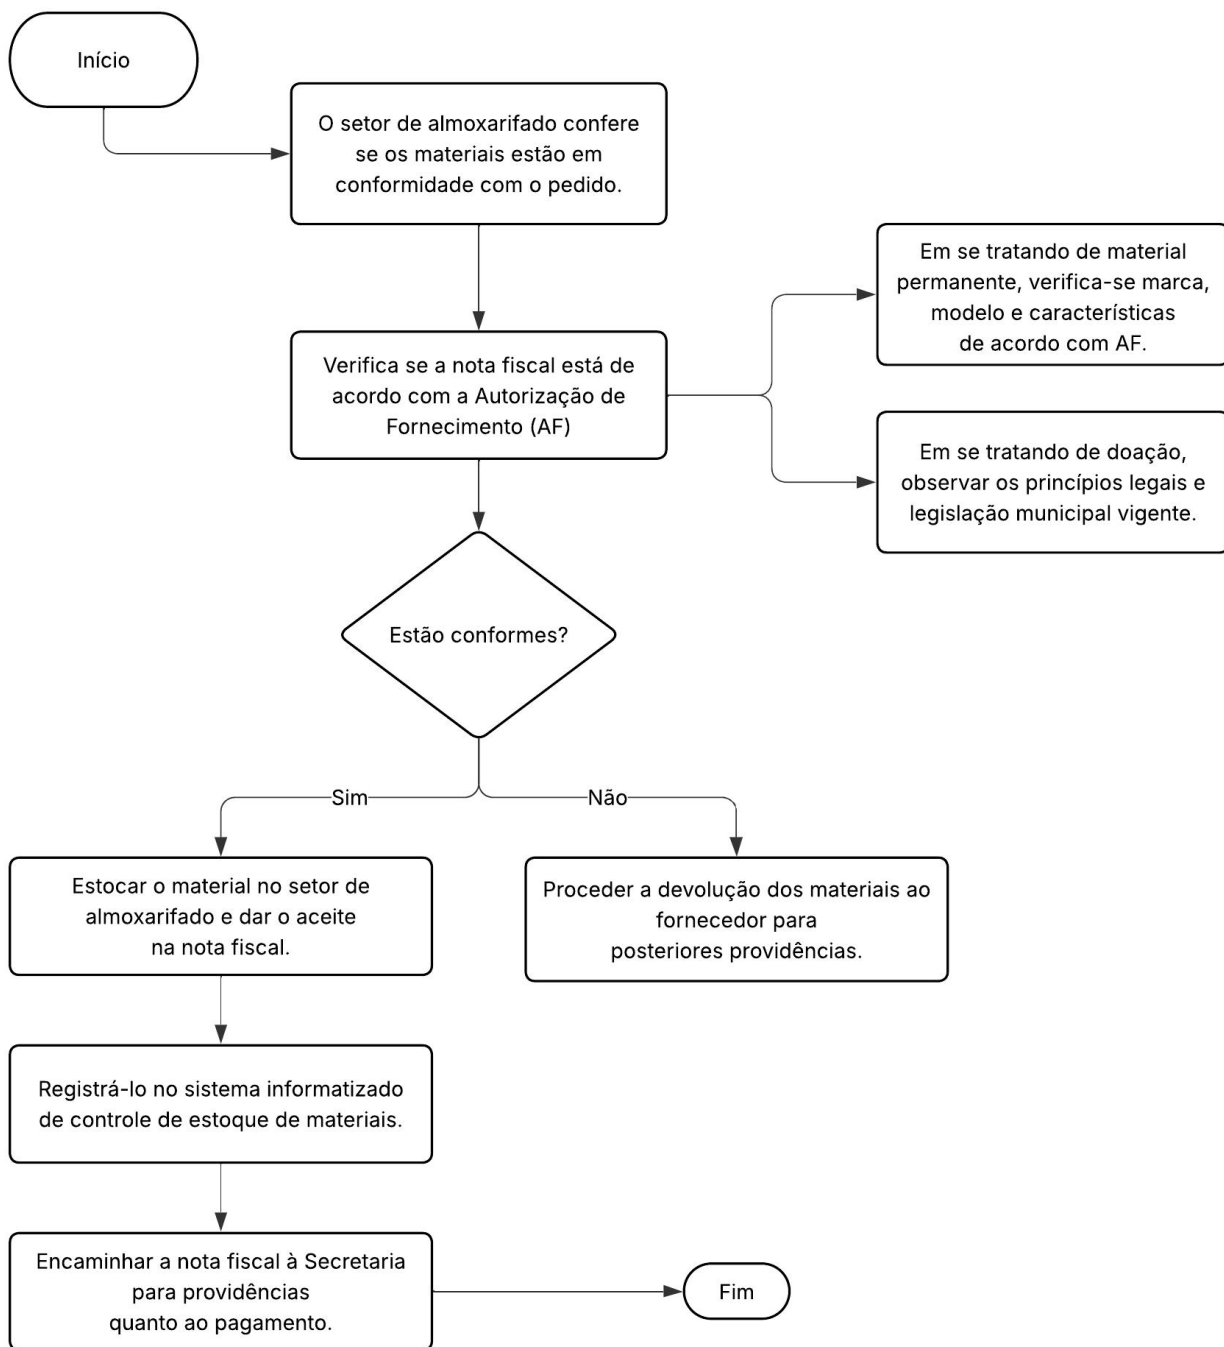 Início
O setor de almoxarifado confere
se os materiais estão em
conformidade com o pedido.
Em se tratando de material
permanente, verifica-se marca,
modelo e características
de acordo com AF.
Verifica se a nota fiscal está de
acordo com a Autorização de
Fornecimento (AF)
Em se tratando de doação,
observar os princípios legais e
legislação municipal vigente.
Estão conformes?
Sim
Não
Estocar o material no setor de
almoxarifado e dar o aceite
na nota fiscal.
Proceder a devolução dos materiais ao
fornecedor para
posteriores providências.
Registrá-lo no sistema informatizado
de controle de estoque de materiais.
Encaminhar a nota fiscal à Secretaria
para providências
quanto ao pagamento.
Fim